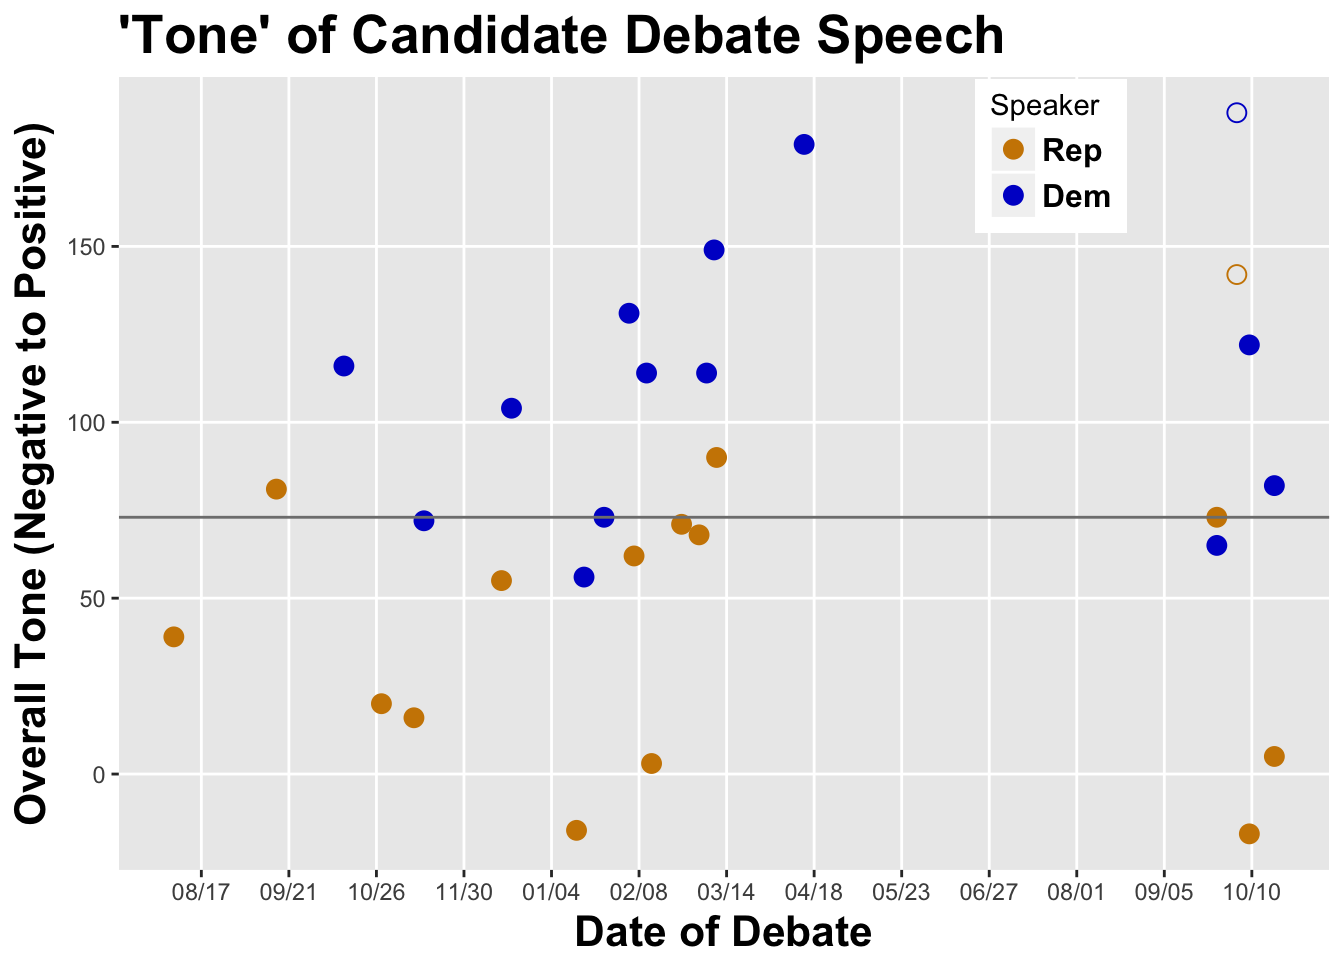 'Tone' of Candidate Debate Speech
Speaker
Rep
Dem
Overall Tone (Negative to Positive)
150
100
50
0
08/17 09/21 10/26 11/30 01/04 02/08 03/14 04/18 05/23 06/27 08/01 09/05 10/10
Date of Debate